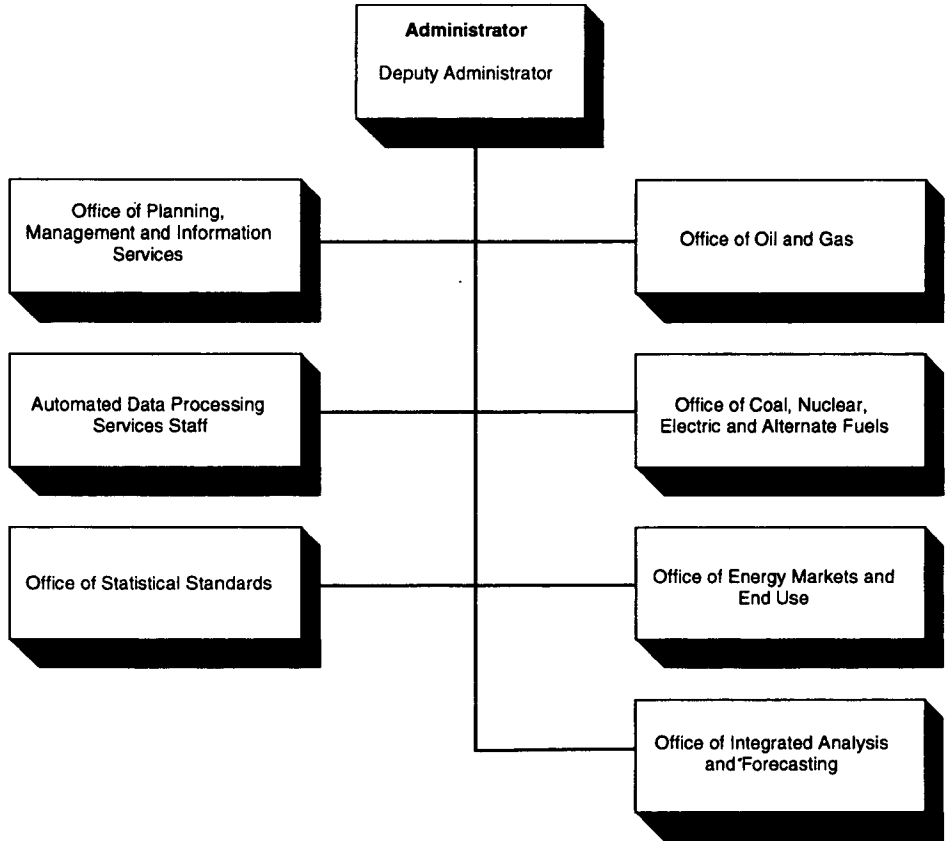 Administrator
Deputy Administrator
Office of Planning,
Management and Information
Services
Office of Oil and Gas
Automated Data Processing
Services Staff
Office of Coal, Nuclear,
Electric and Alternate Fuels
Office of Statistical Standards
Office of Energy Markets and
End Use
Office of Integrated Analysis
and Forecasting